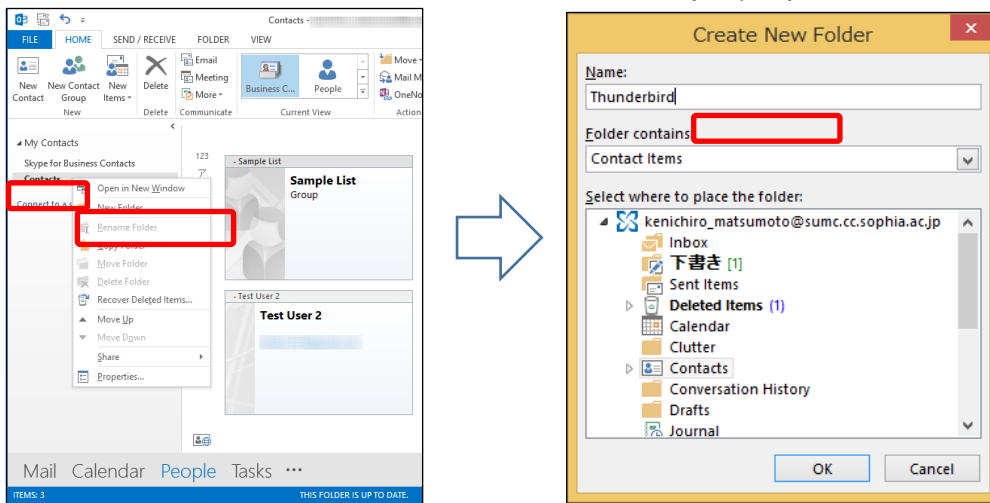 Contacts -
FILE HOME SEND / RECEIVE FOLDER VIEW
New Contact
New Contact Group
New Items
Delete
Email
Meeting
More
Business C...
People
Move
Mail M
OneNo
New
Delete
Communicate
Current View
Action
My Contacts
Skype for Business Contacts
Contacts
Connect to a s
Open in New Window
New Folder
Rename Folder
Copy Folder
Move Folder
Delete Folder
Recover Deleted Items...
Move Up
Move Down
Share
Properties...
123
ア
- Sample List
Sample List
Group
- Test User 2
Test User 2
Mail Calendar People Tasks •••
ITEMS: 3
THIS FOLDER IS UP TO DATE.
Create New Folder
Name:
Thunderbird
Folder contains
Contact Items
Select where to place the folder:
kenichiro_matsumoto@sumc.cc.sophia.ac.jp
Inbox
下書き [1]
Sent Items
Deleted Items (1)
Calendar
Clutter
Contacts
Conversation History
Drafts
Journal
OK Cancel